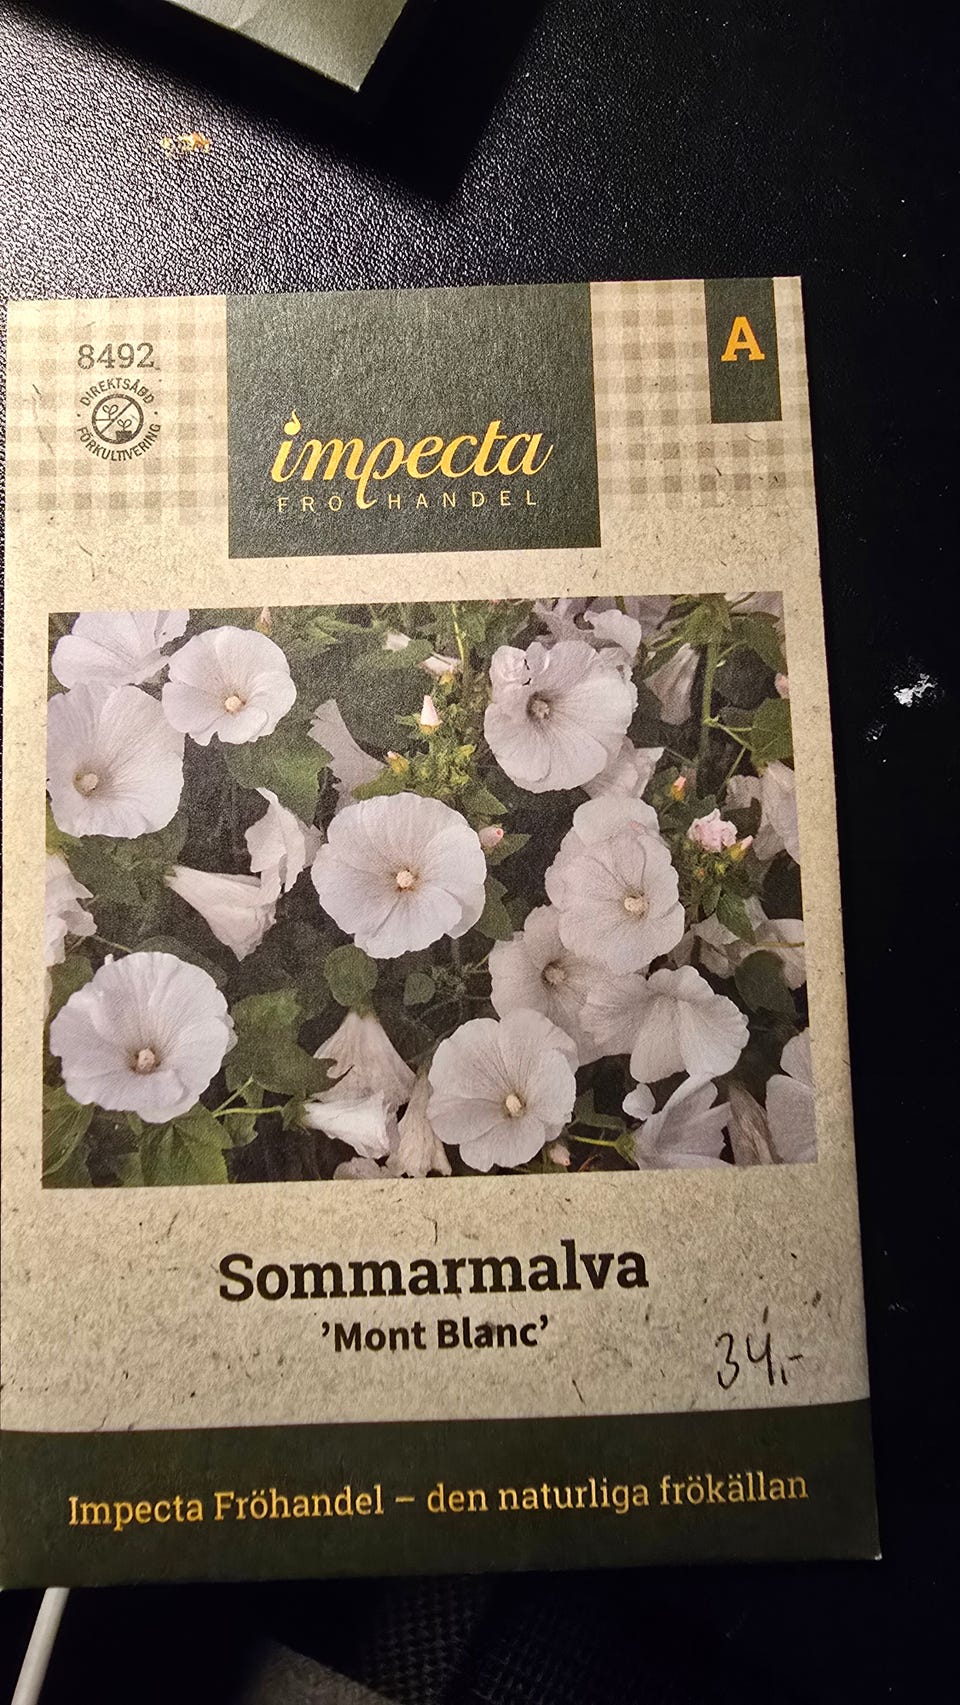 8492
A
DIREKTSÅDD
FÖRKULTIVERING
impecta
FRÖHANDEL
Sommarmalva
’Mont Blanc’
34,-
Impecta Fröhandel – den naturliga frökällan